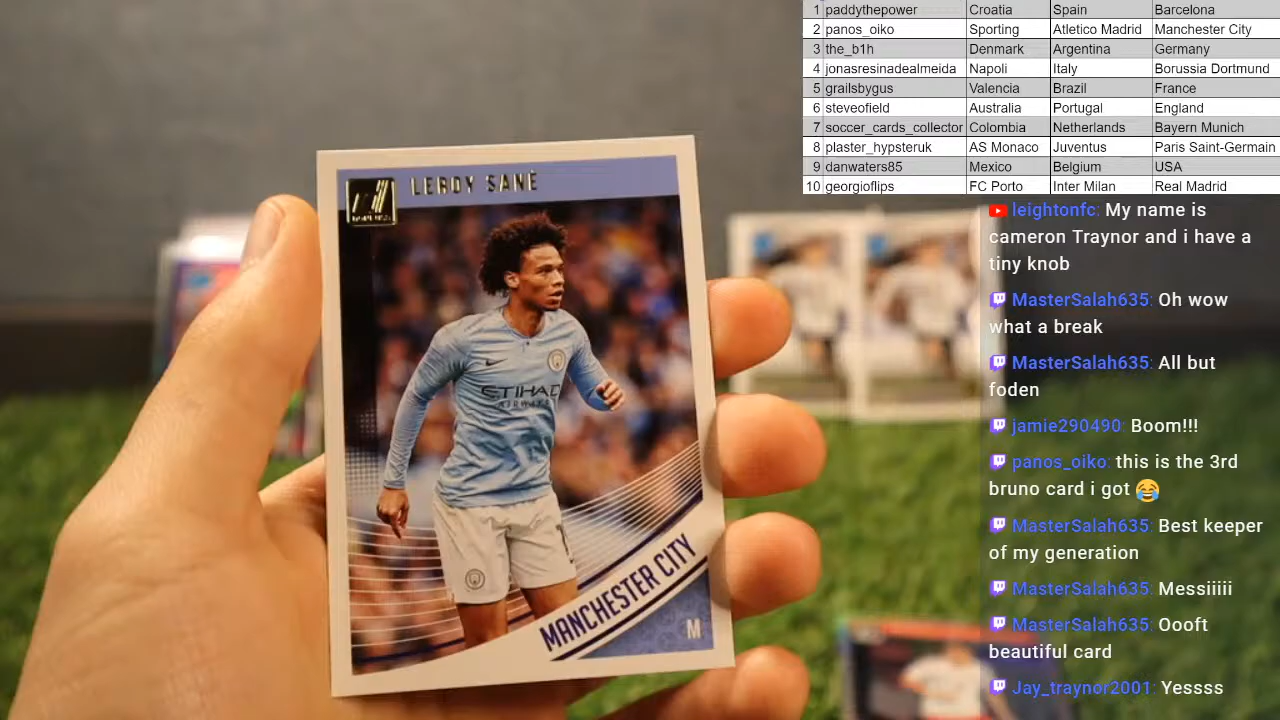 1 paddythepower Croatia Spain Barcelona
2 panos_oiko Sporting Atletico Madrid Manchester City
3 the_b1h Denmark Argentina Germany
4 jonasresinadealmeida Napoli Italy Borussia Dortmund
5 grailsbygus Valencia Brazil France
6 steveofield Australia Portugal England
7 soccer_cards_collector Colombia Netherlands Bayern Munich
8 plaster_hypsteruk AS Monaco Juventus Paris Saint-Germain
9 danwaters85 Mexico Belgium USA
10 georgioflips FC Porto Inter Milan Real Madrid
LEROY SANÉ
ETIHAD
AIRWAYS
MANCHESTER CITY
M
leightonfc: My name is
cameron Traynor and i have a
tiny knob
MasterSalah635: Oh wow
what a break
MasterSalah635: All but
foden
jamie290490: Boom!!!
panos_oiko: this is the 3rd
bruno card i got 😂
MasterSalah635: Best keeper
of my generation
MasterSalah635: Messiiiii
MasterSalah635: Oooft
beautiful card
Jay_traynor2001: Yessss